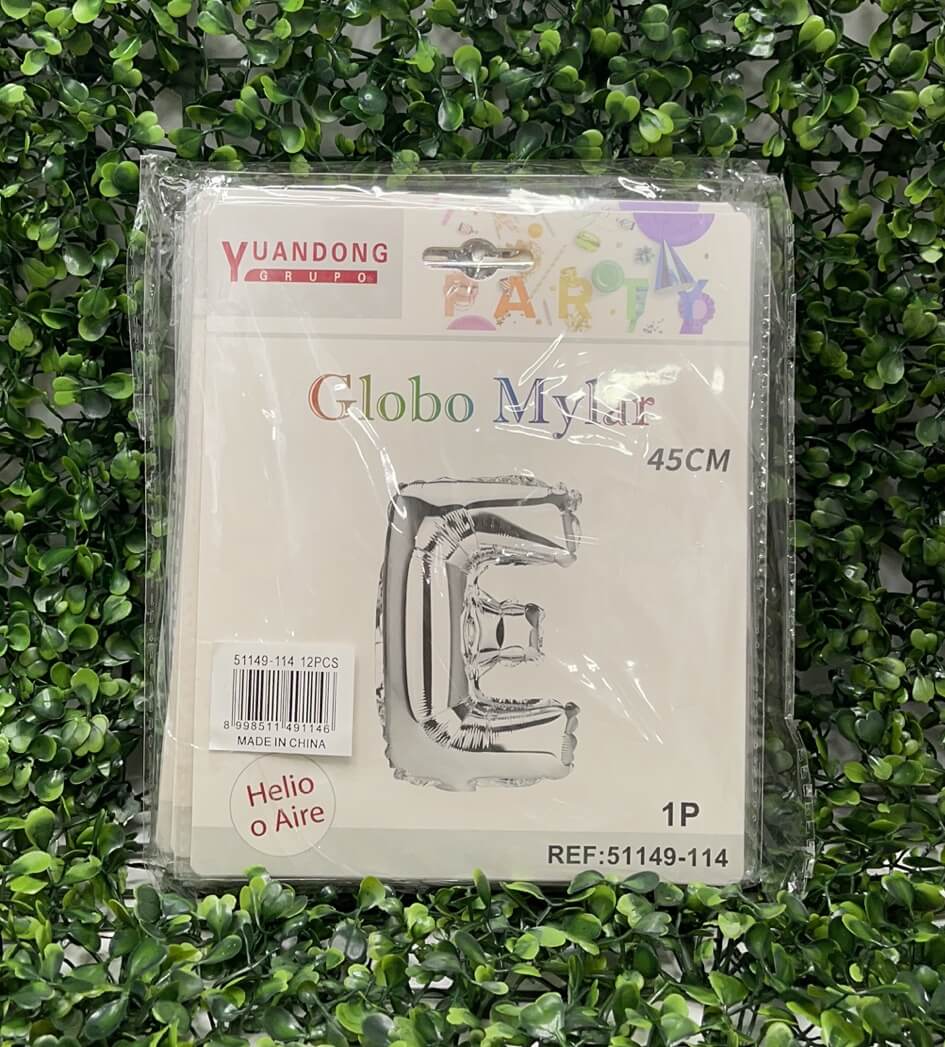 YUANDONG
GRUPO
PARTY
Globo Mylar
45CM
E
51149-114 12PCS
8 998511 491146
MADE IN CHINA
Helio
o Aire
1P
REF:51149-114